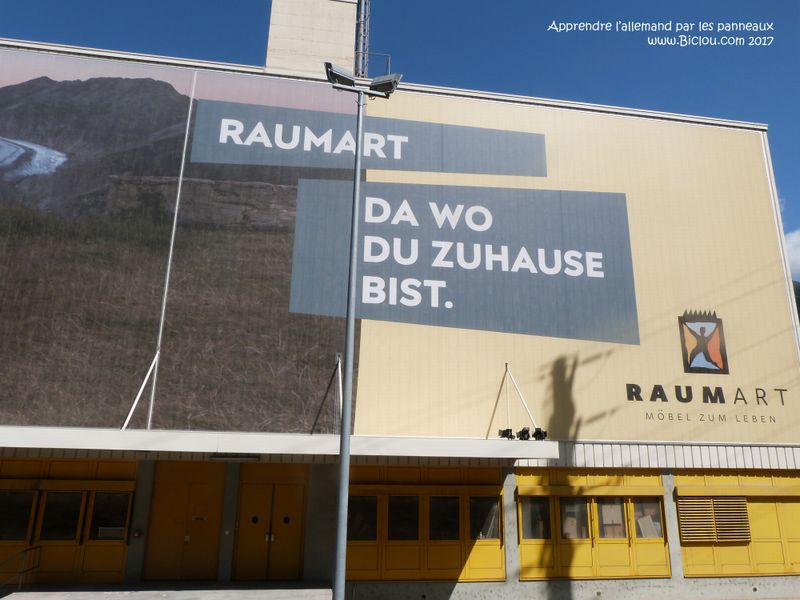 Apprendre l'allemand par les panneaux
www.Biclou.com 2017
RAUMART
DA WO
DU ZUHAUSE
BIST.
RAUMART
MÖBEL ZUM LEBEN